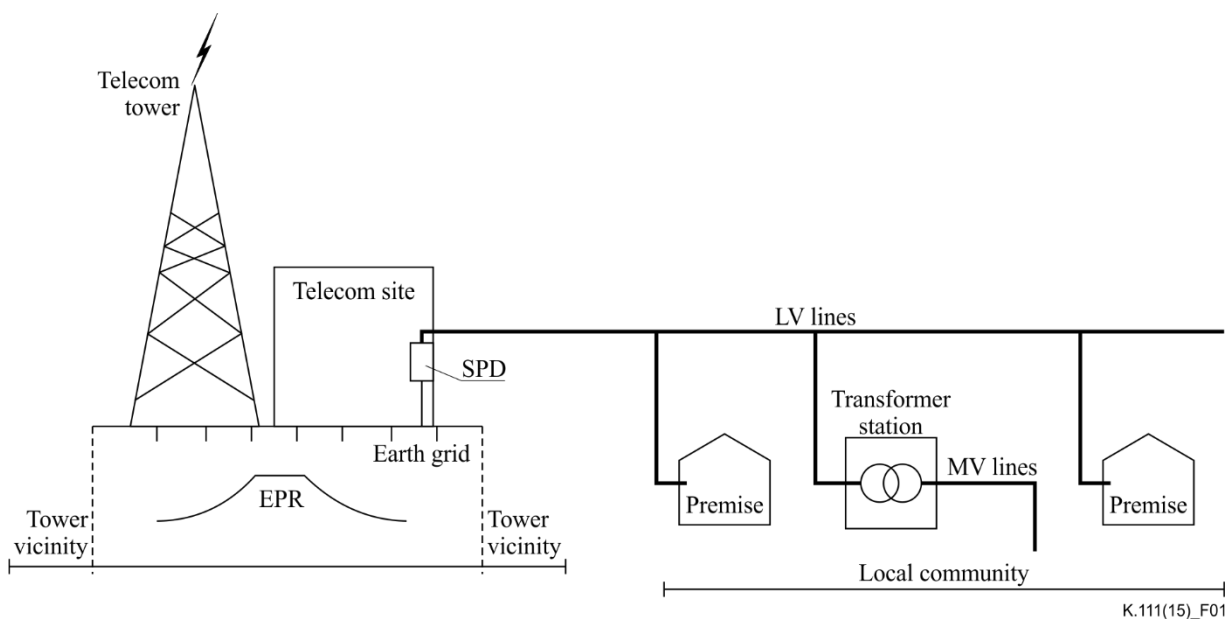 Telecom
tower
Telecom site
SPD
LV lines
Transformer
station
MV lines
Premise
Premise
Earth grid
EPR
Tower
vicinity
Tower
vicinity
Local community
K.111(15)_F01